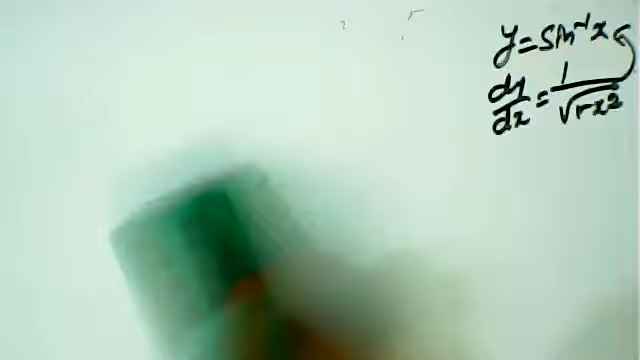 y = sin⁻¹x
dy/dx = 1/√1-x²